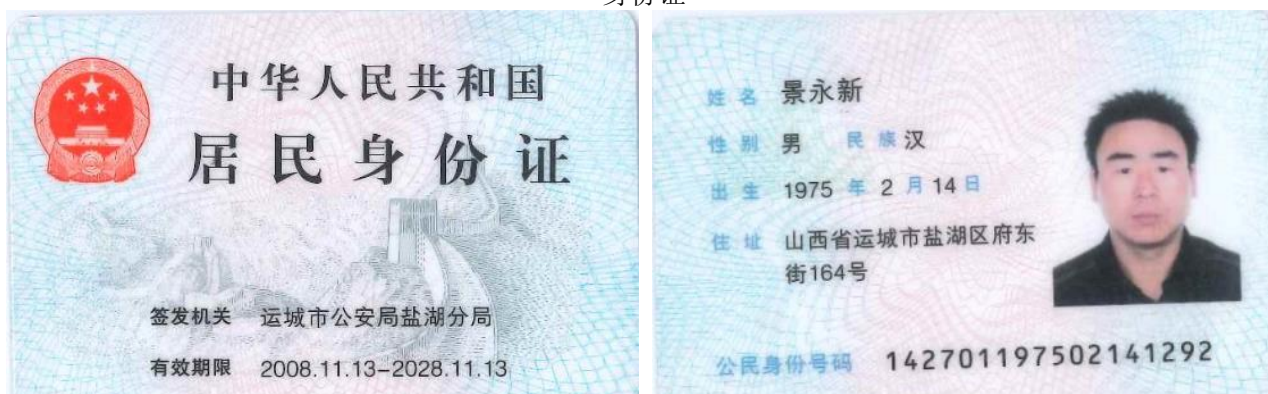 中华人民共和国
居民身份证
签发机关 运城市公安局盐湖分局
有效期限 2008.11.13-2028.11.13
姓名 景永新
性别 男 民族 汉
出生 1975 年 2 月 14 日
住址 山西省运城市盐湖区府东
街164号
公民身份号码 142701197502141292